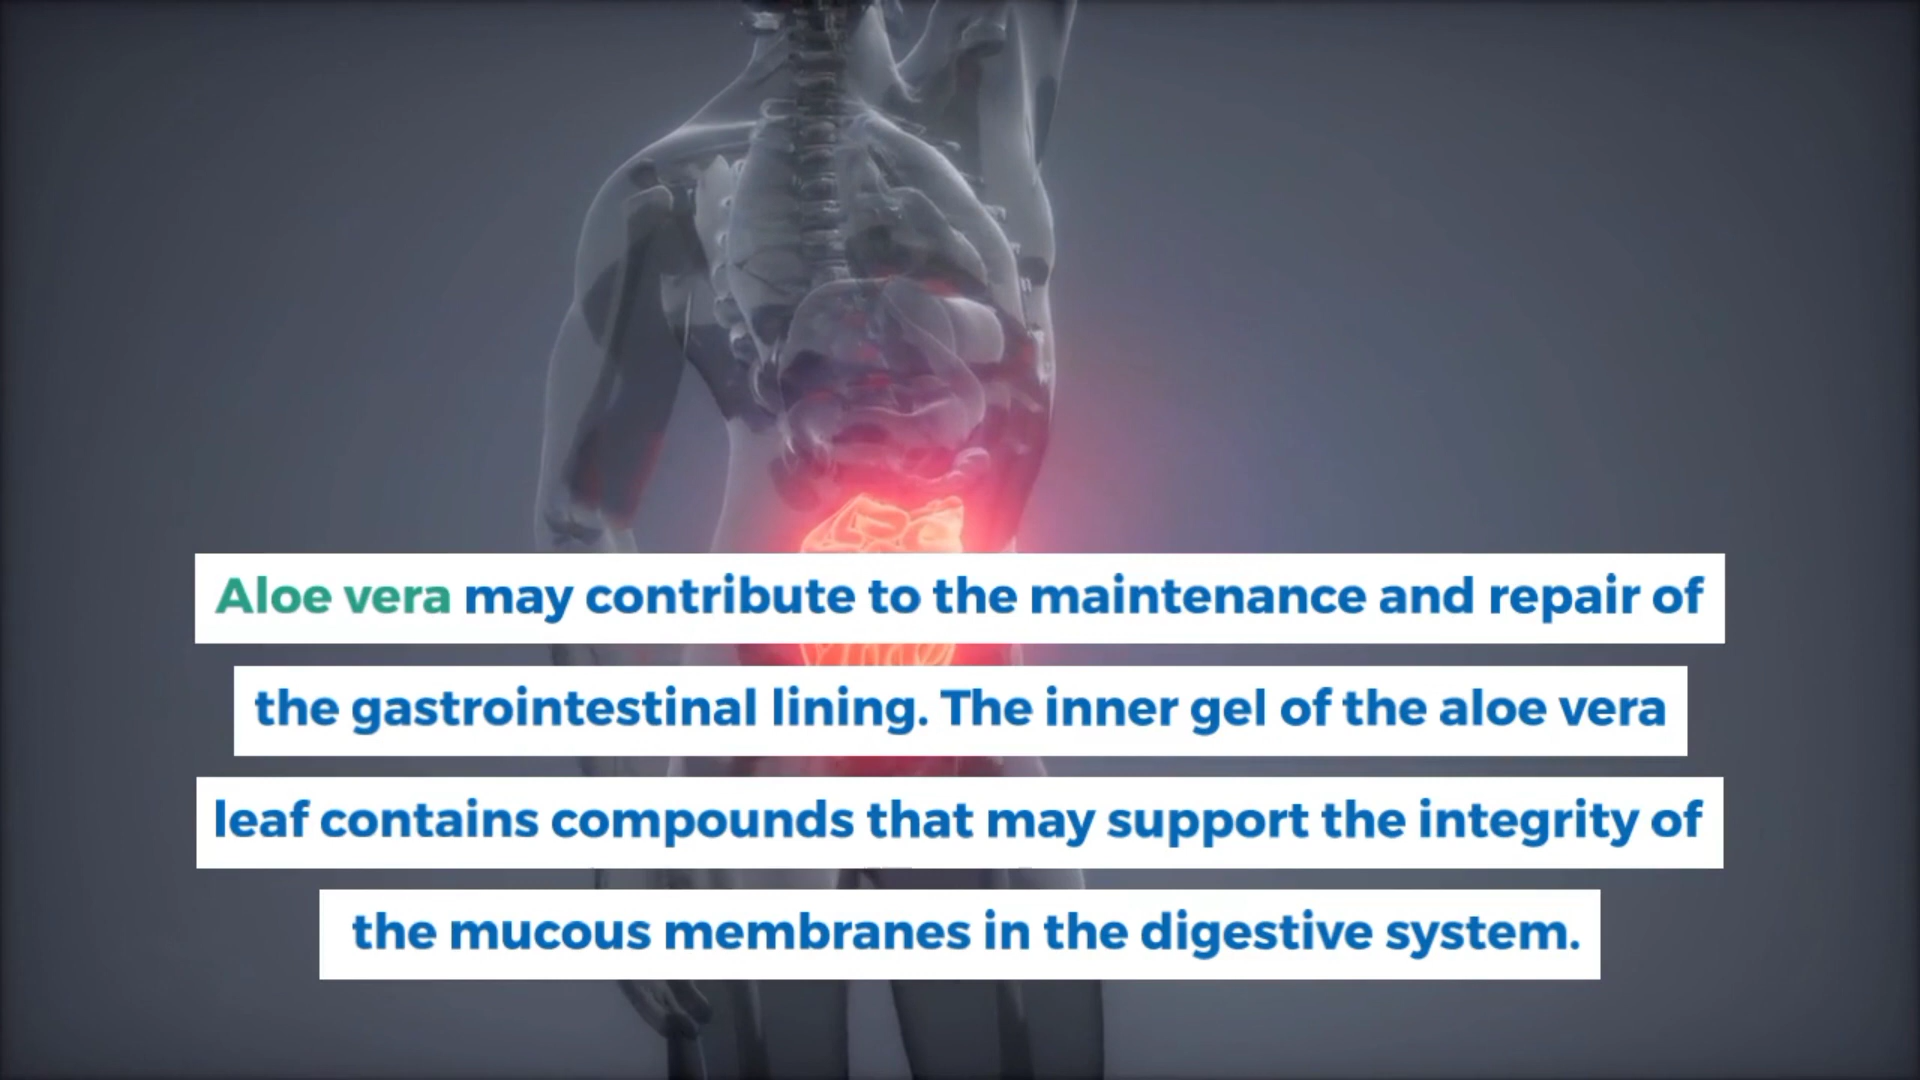 Aloe vera may contribute to the maintenance and repair of
the gastrointestinal lining. The inner gel of the aloe vera
leaf contains compounds that may support the integrity of
the mucous membranes in the digestive system.